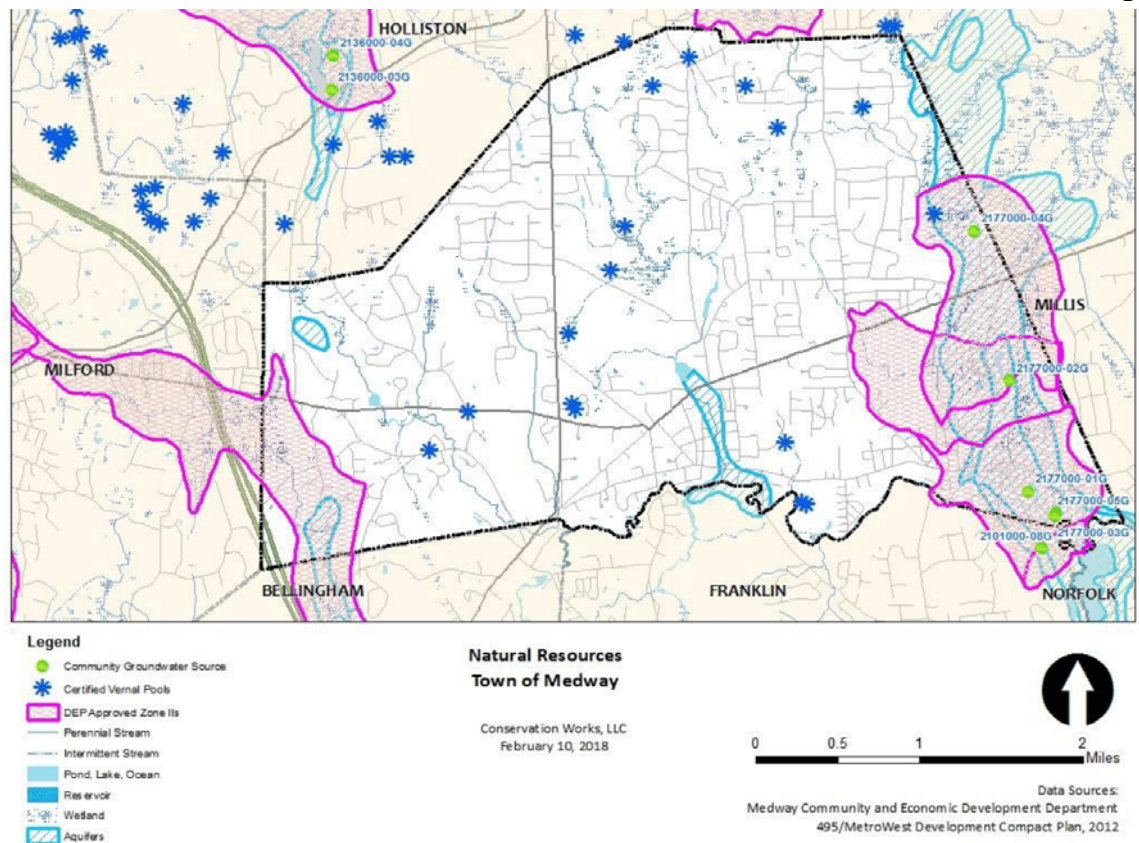 HOLLISTON
2136000-04G
2136000-03G
2177000-04G
MILLIS
MILFORD
2177000-02G
2177000-01G
2177000-05G
2101000-08G
2177000-03G
BELLINGHAM
FRANKLIN
NORFOLK
Legend
Community Groundwater Source
Certified Vernal Pools
DEP Approved Zone IIs
Perennial Stream
Intermittent Stream
Pond, Lake, Ocean
Reservoir
Wetland
Aquifers
Natural Resources
Town of Medway
Conservation Works, LLC
February 10, 2018
0 0.5 1 2
Miles
Data Sources:
Medway Community and Economic Development Department
495/MetroWest Development Compact Plan, 2012